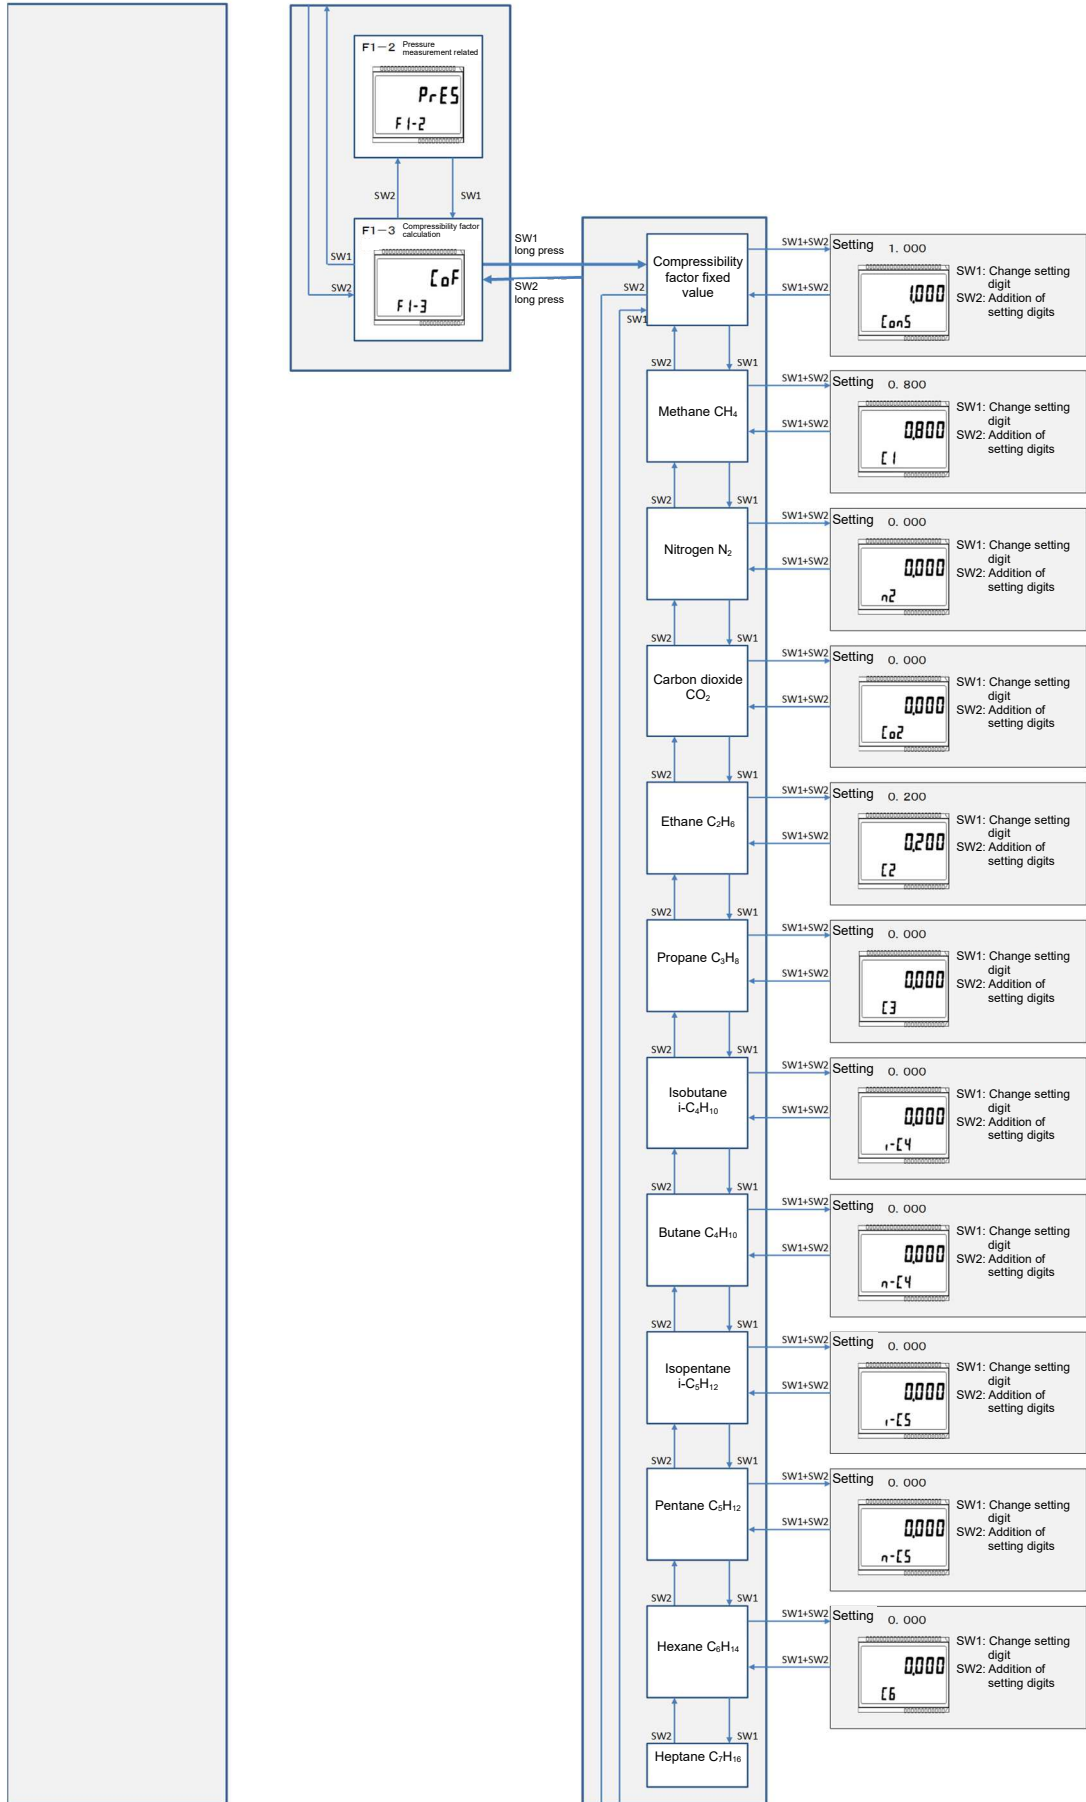 F1-2 Pressure
measurement related
PrES
F1-2
SW2 SW1
F1-3 Compressibility factor
calculation
CoF
F1-3
SW1
SW2
SW1
long press
SW2
long press
Compressibility
factor fixed
value
SW2
SW1
SW1+SW2
SW1+SW2
Setting 1.000
1,000
ConS
SW1: Change setting
digit
SW2: Addition of
setting digits
SW2 SW1
Methane CH₄
SW1+SW2
SW1+SW2
Setting 0.800
0,800
C1
SW1: Change setting
digit
SW2: Addition of
setting digits
SW2 SW1
Nitrogen N₂
SW1+SW2
SW1+SW2
Setting 0.000
0,000
n2
SW1: Change setting
digit
SW2: Addition of
setting digits
SW2 SW1
Carbon dioxide
CO₂
SW1+SW2
SW1+SW2
Setting 0.000
0,000
Co2
SW1: Change setting
digit
SW2: Addition of
setting digits
SW2 SW1
Ethane C₂H₆
SW1+SW2
SW1+SW2
Setting 0.200
0,200
C2
SW1: Change setting
digit
SW2: Addition of
setting digits
SW2 SW1
Propane C₃H₈
SW1+SW2
SW1+SW2
Setting 0.000
0,000
C3
SW1: Change setting
digit
SW2: Addition of
setting digits
SW2 SW1
Isobutane
i-C₄H₁₀
SW1+SW2
SW1+SW2
Setting 0.000
0,000
i-C4
SW1: Change setting
digit
SW2: Addition of
setting digits
SW2 SW1
Butane C₄H₁₀
SW1+SW2
SW1+SW2
Setting 0.000
0,000
n-C4
SW1: Change setting
digit
SW2: Addition of
setting digits
SW2 SW1
Isopentane
i-C₅H₁₂
SW1+SW2
SW1+SW2
Setting 0.000
0,000
i-C5
SW1: Change setting
digit
SW2: Addition of
setting digits
SW2 SW1
Pentane C₅H₁₂
SW1+SW2
SW1+SW2
Setting 0.000
0,000
n-C5
SW1: Change setting
digit
SW2: Addition of
setting digits
SW2 SW1
Hexane C₆H₁₄
SW1+SW2
SW1+SW2
Setting 0.000
0,000
C6
SW1: Change setting
digit
SW2: Addition of
setting digits
SW2 SW1
Heptane C₇H₁₆